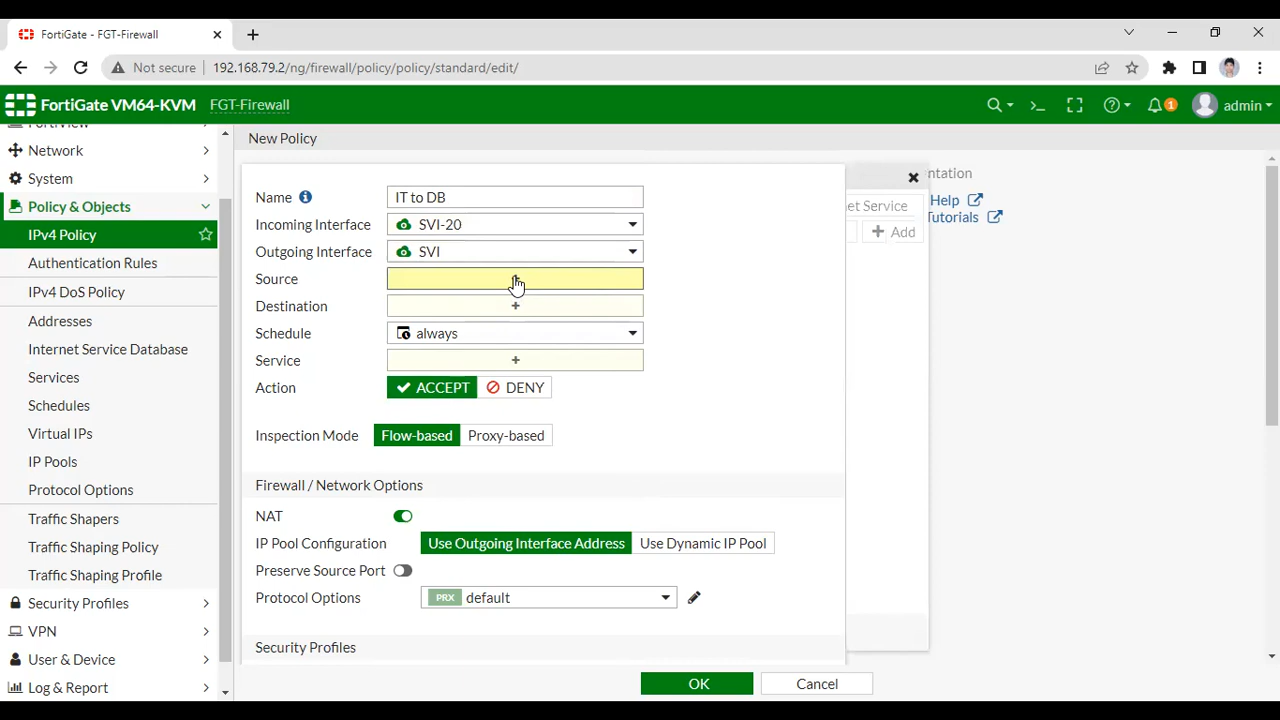 FortiGate - FGT-Firewall
Not secure 192.168.79.2/ng/firewall/policy/policy/standard/edit/
FortiGate VM64-KVM FGT-Firewall
1 admin
FortiView
Network
System
Policy & Objects
IPv4 Policy
Authentication Rules
IPv4 DoS Policy
Addresses
Internet Service Database
Services
Schedules
Virtual IPs
IP Pools
Protocol Options
Traffic Shapers
Traffic Shaping Policy
Traffic Shaping Profile
Security Profiles
VPN
User & Device
Log & Report
New Policy
Name IT to DB
Incoming Interface SVI-20
Outgoing Interface SVI
Source
Destination +
Schedule always
Service +
Action ACCEPT DENY
Inspection Mode Flow-based Proxy-based
Firewall / Network Options
NAT
IP Pool Configuration Use Outgoing Interface Address Use Dynamic IP Pool
Preserve Source Port
Protocol Options PRX default
Security Profiles
OK Cancel
et Service
+ Add
ntation
Help
Tutorials